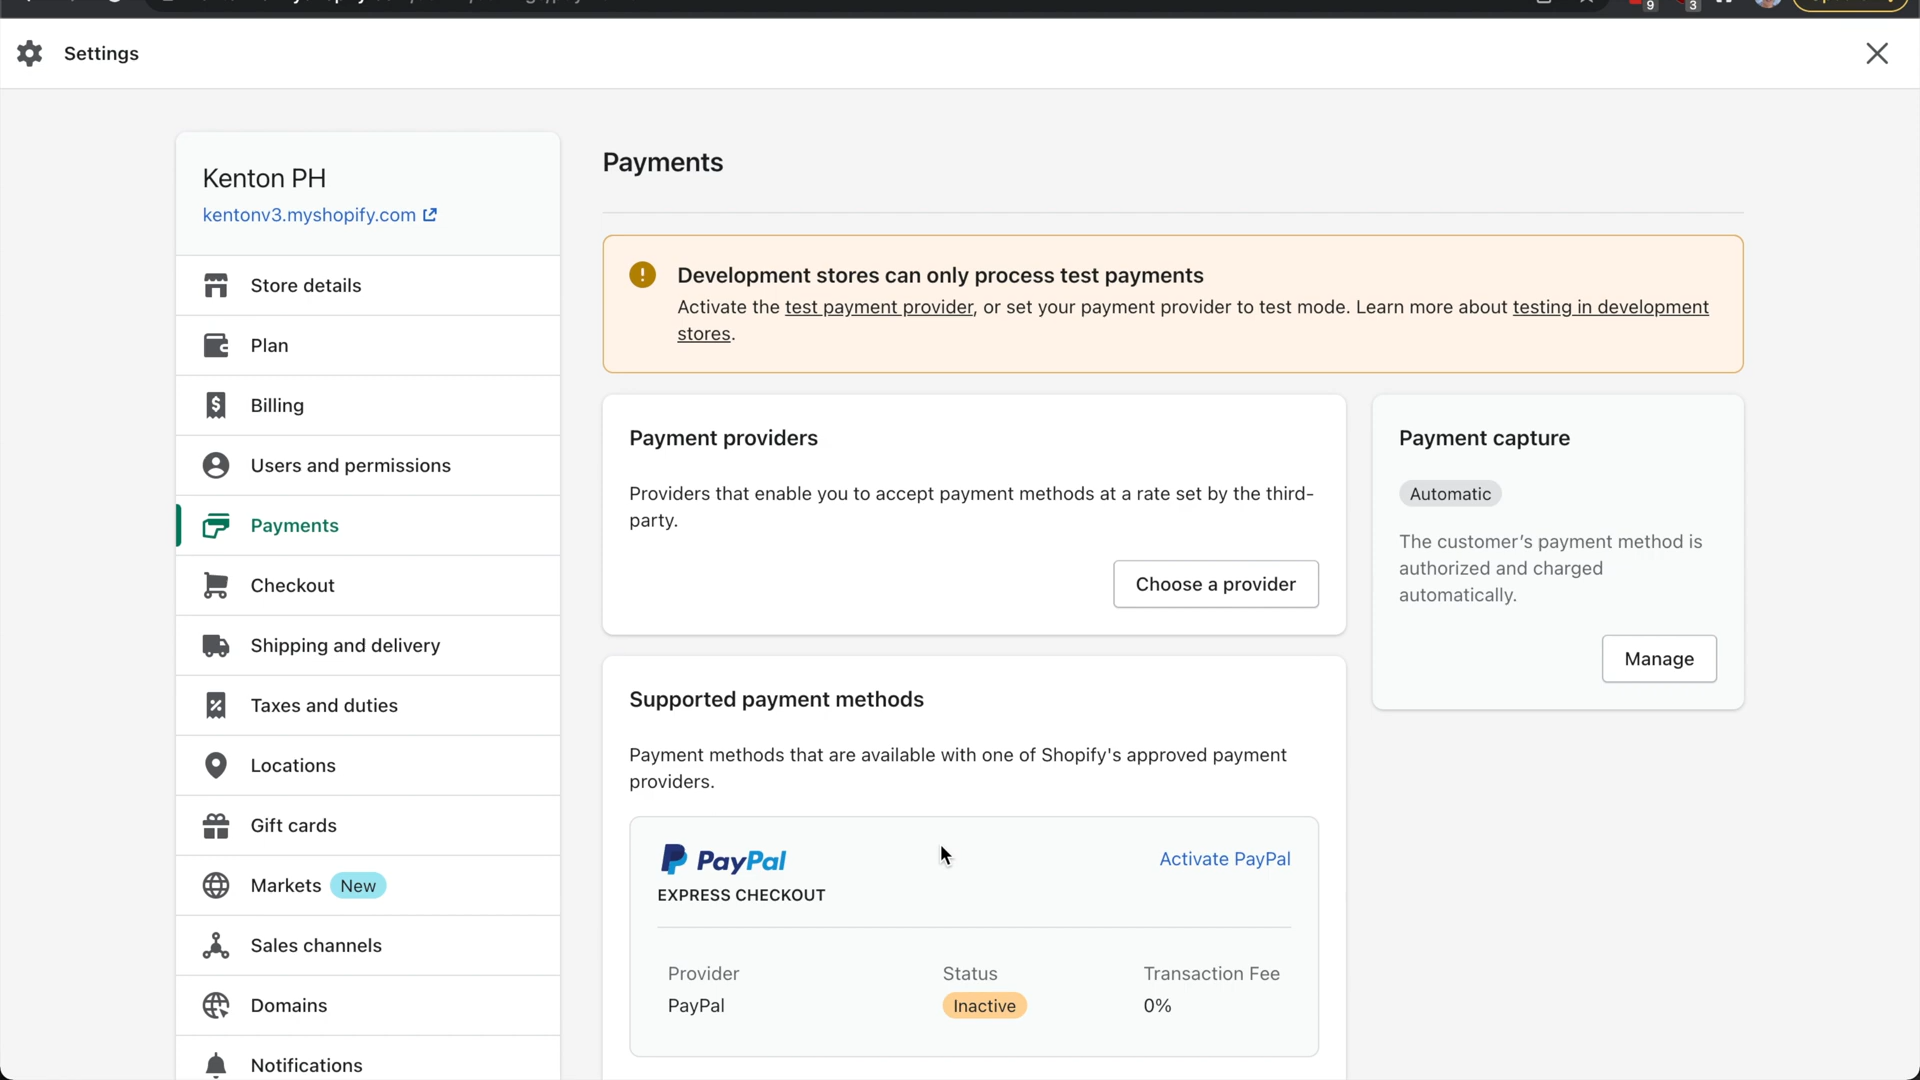 9
3
Settings
Kenton PH
kentonv3.myshopify.com
Store details
Plan
Billing
Users and permissions
Payments
Checkout
Shipping and delivery
Taxes and duties
Locations
Gift cards
Markets New
Sales channels
Domains
Notifications
Payments
Development stores can only process test payments
Activate the test payment provider, or set your payment provider to test mode. Learn more about testing in development
stores.
Payment providers
Providers that enable you to accept payment methods at a rate set by the third-
party.
Choose a provider
Payment capture
Automatic
The customer's payment method is
authorized and charged
automatically.
Manage
Supported payment methods
Payment methods that are available with one of Shopify's approved payment
providers.
PayPal
Activate PayPal
EXPRESS CHECKOUT
Provider Status Transaction Fee
PayPal Inactive 0%